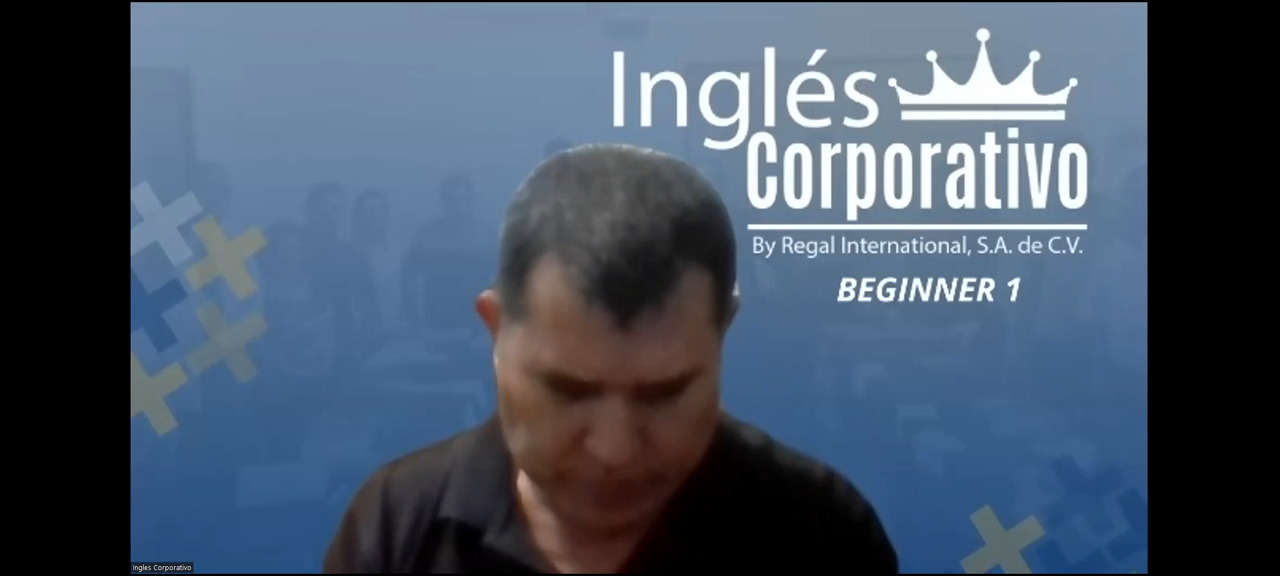 Inglés
Corporativo
By Regal International, S.A. de C.V.
BEGINNER 1
Ingles Corporativo